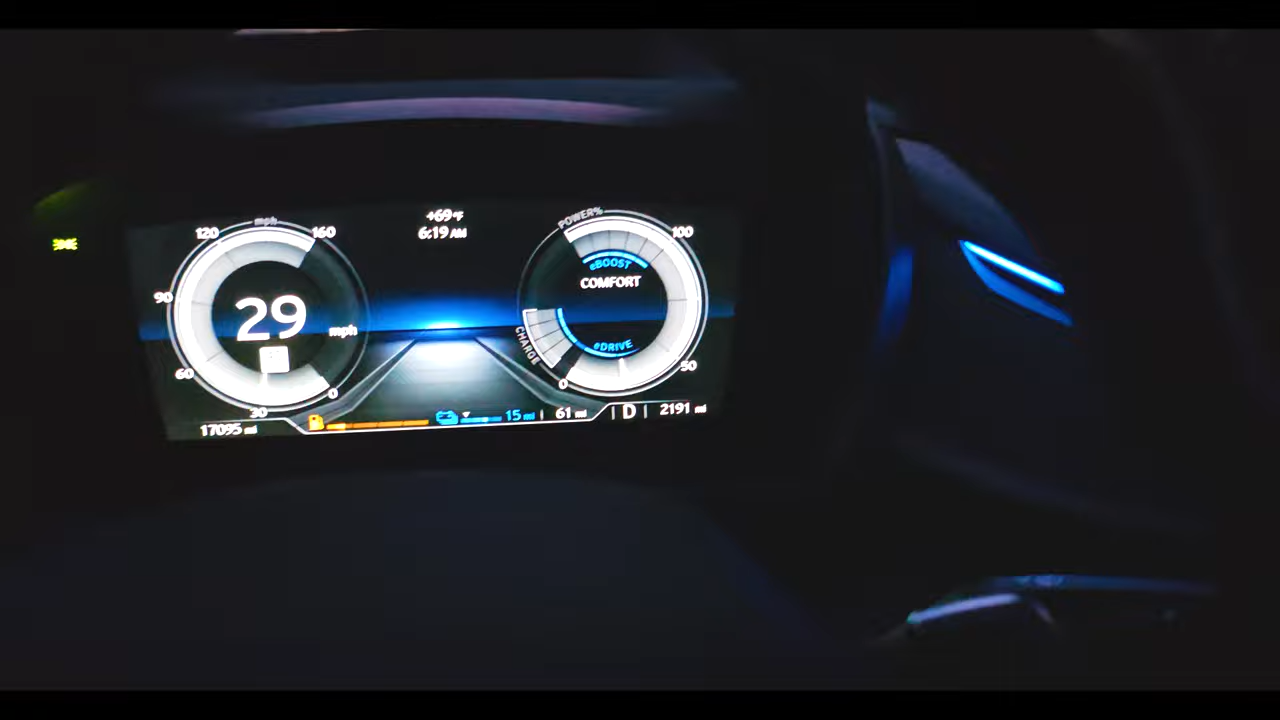 mph
120
160
90
29
mph
60
0
30
17095 mi
+69°F
6:19 AM
POWER%
100
eBOOST
COMFORT
CHARGE
eDRIVE
50
0
15 mi
61 mi
D
2191 mi